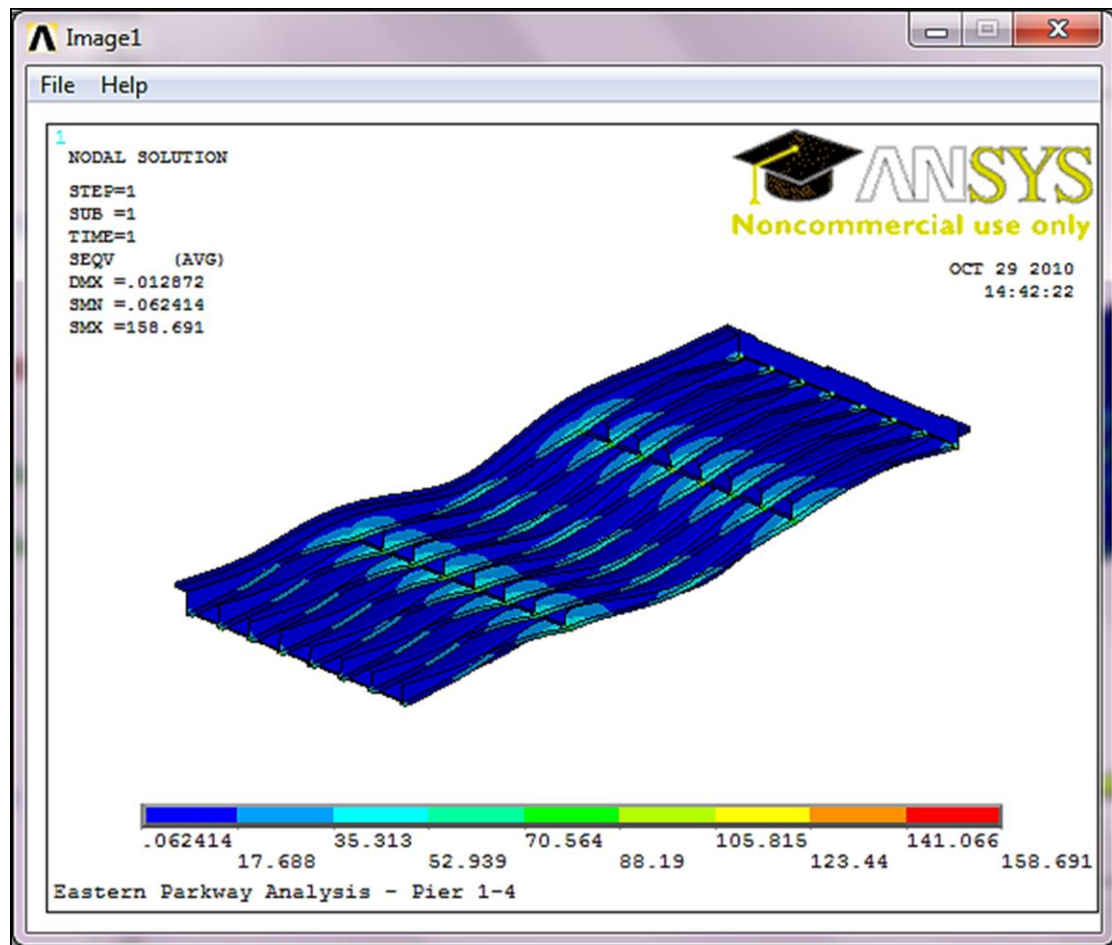 Image1
File Help
1
NODAL SOLUTION
STEP=1
SUB =1
TIME=1
SEQV (AVG)
DMX =.012872
SMN =.062414
SMX =158.691
ANSYS
Noncommercial use only
OCT 29 2010
14:42:22
.062414 35.313 70.564 105.815 141.066
17.688 52.939 88.19 123.44 158.691
Eastern Parkway Analysis - Pier 1-4